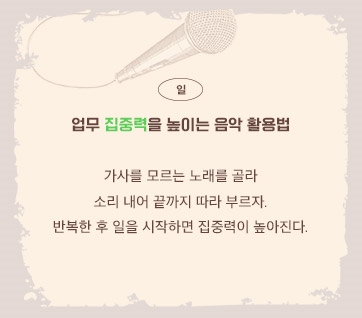 일
업무 집중력을 높이는 음악 활용법
가사를 모르는 노래를 골라
소리 내어 끝까지 따라 부르자.
반복한 후 일을 시작하면 집중력이 높아진다.